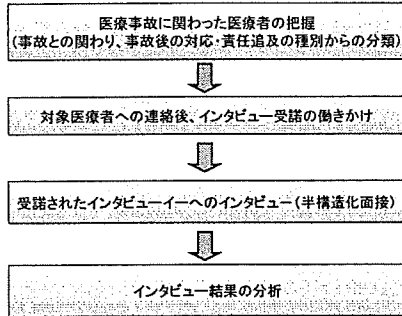 医療事故に関わった医療者の把握
(事故との関わり、事故後の対応・責任追及の種別からの分類)
対象医療者への連絡後、インタビュー受諾の働きかけ
受諾されたインタビューイーへのインタビュー(半構造化面接)
インタビュー結果の分析